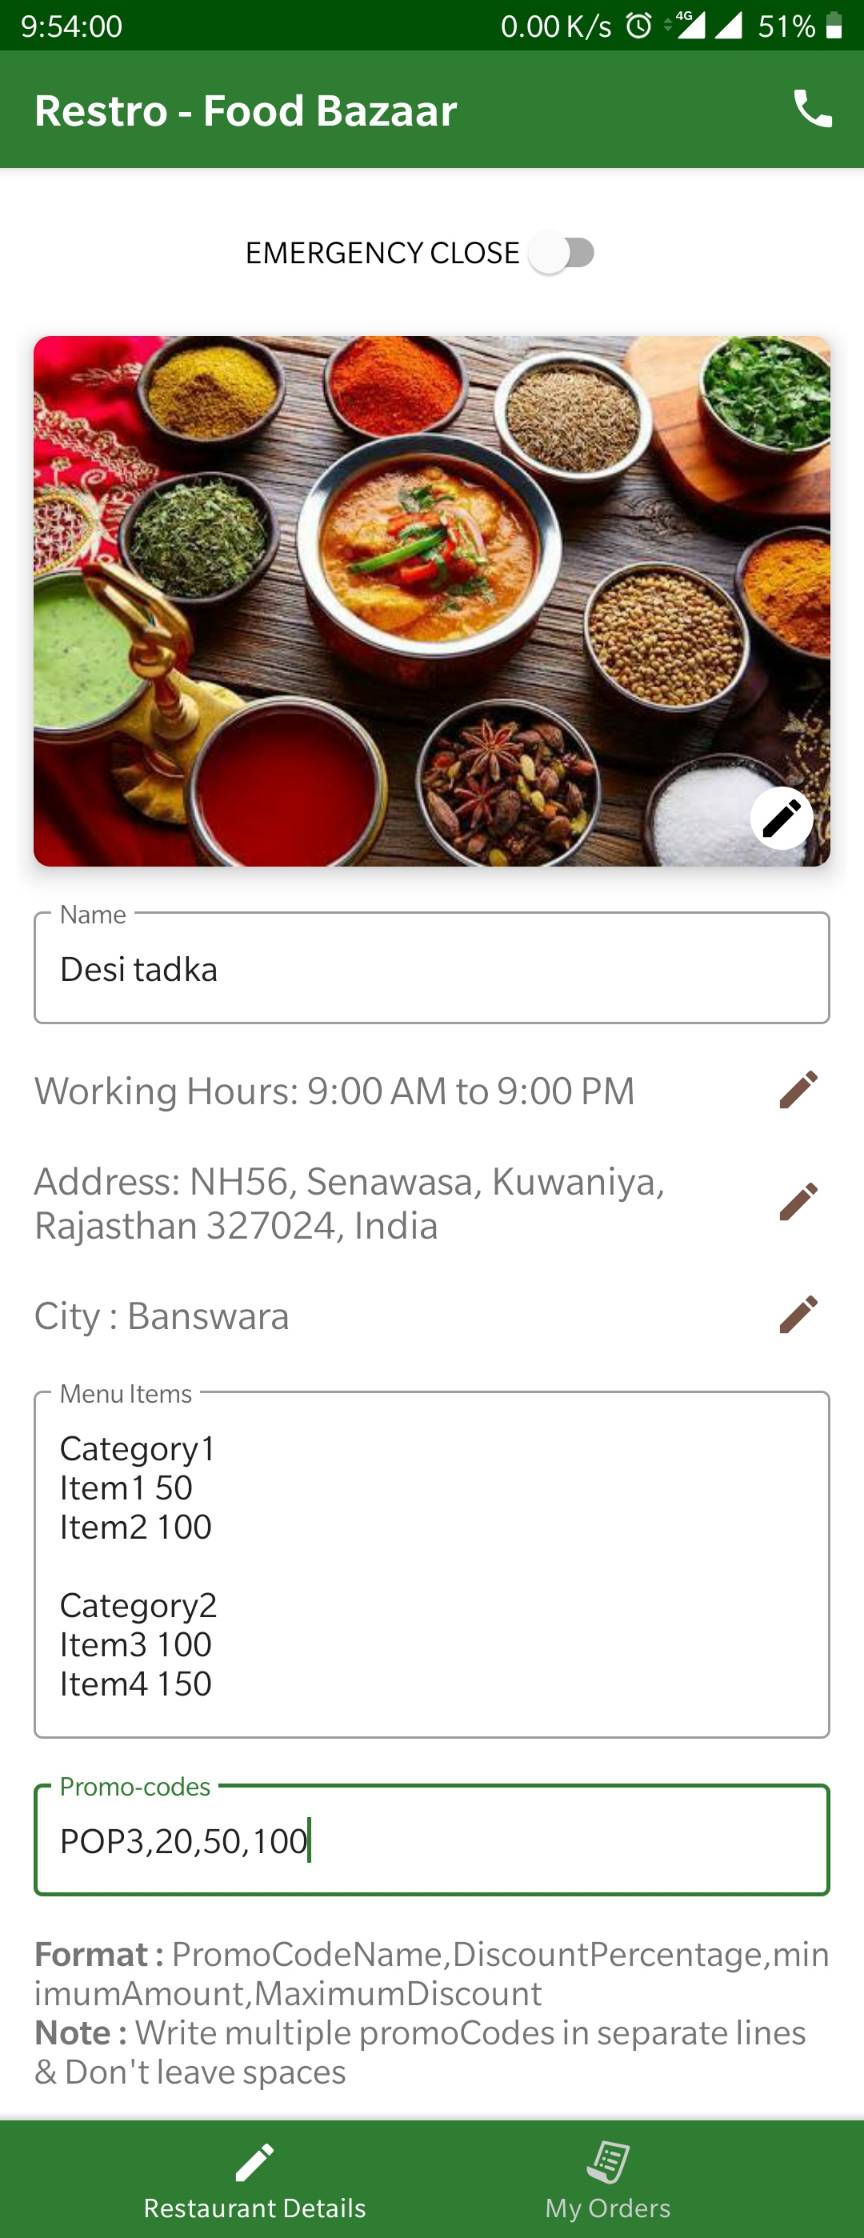 9:54:00 0.00 K/s 4G 51%
Restro - Food Bazaar
EMERGENCY CLOSE
Name
Desi tadka
Working Hours: 9:00 AM to 9:00 PM
Address: NH56, Senawasa, Kuwaniya,
Rajasthan 327024, India
City : Banswara
Menu Items
Category1
Item1 50
Item2 100
Category2
Item3 100
Item4 150
Promo-codes
POP3,20,50,100
Format : PromoCodeName,DiscountPercentage,min
imumAmount,MaximumDiscount
Note : Write multiple promoCodes in separate lines
& Don't leave spaces
Restaurant Details My Orders